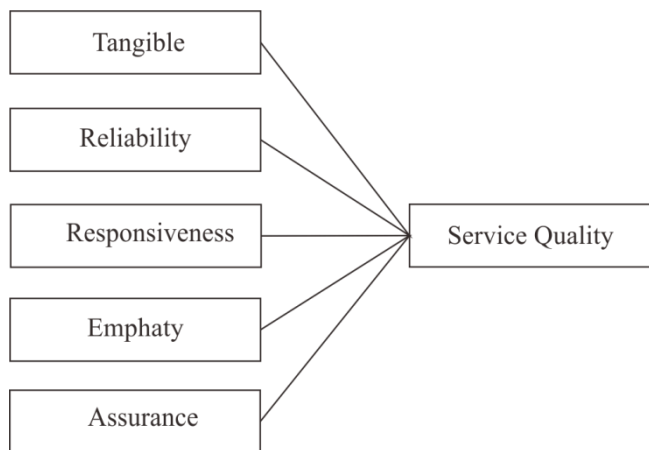 Tangible
Reliability
Responsiveness
Service Quality
Emphaty
Assurance